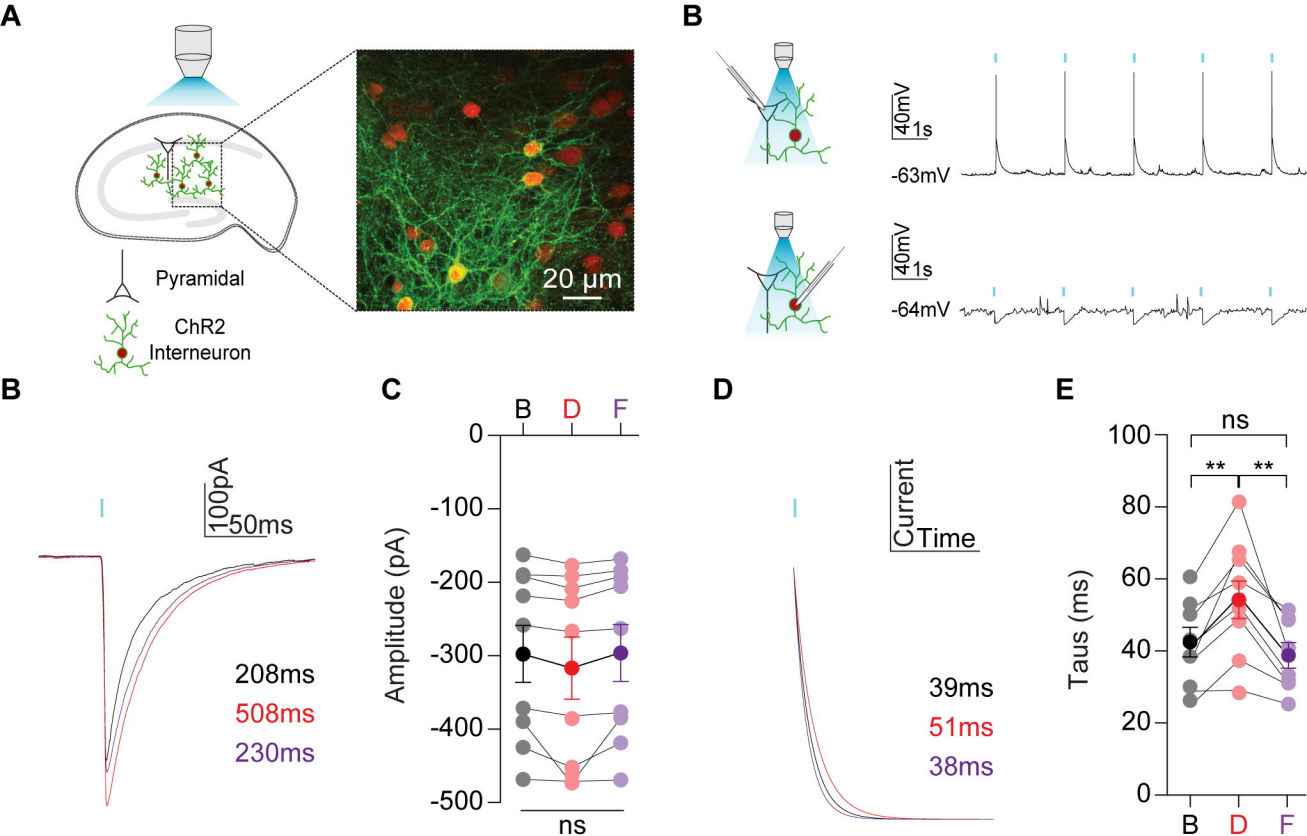 A
20 µm
Pyramidal
ChR2
Interneuron
B
40mV
1s
-63mV
40mV
1s
-64mV
B
100pA
50ms
208ms
508ms
230ms
C
B D F
Amplitude (pA)
0
-100
-200
-300
-400
-500
ns
D
Current
Time
39ms
51ms
38ms
E
Taus (ms)
100
80
60
40
20
0
ns
** **
B D F